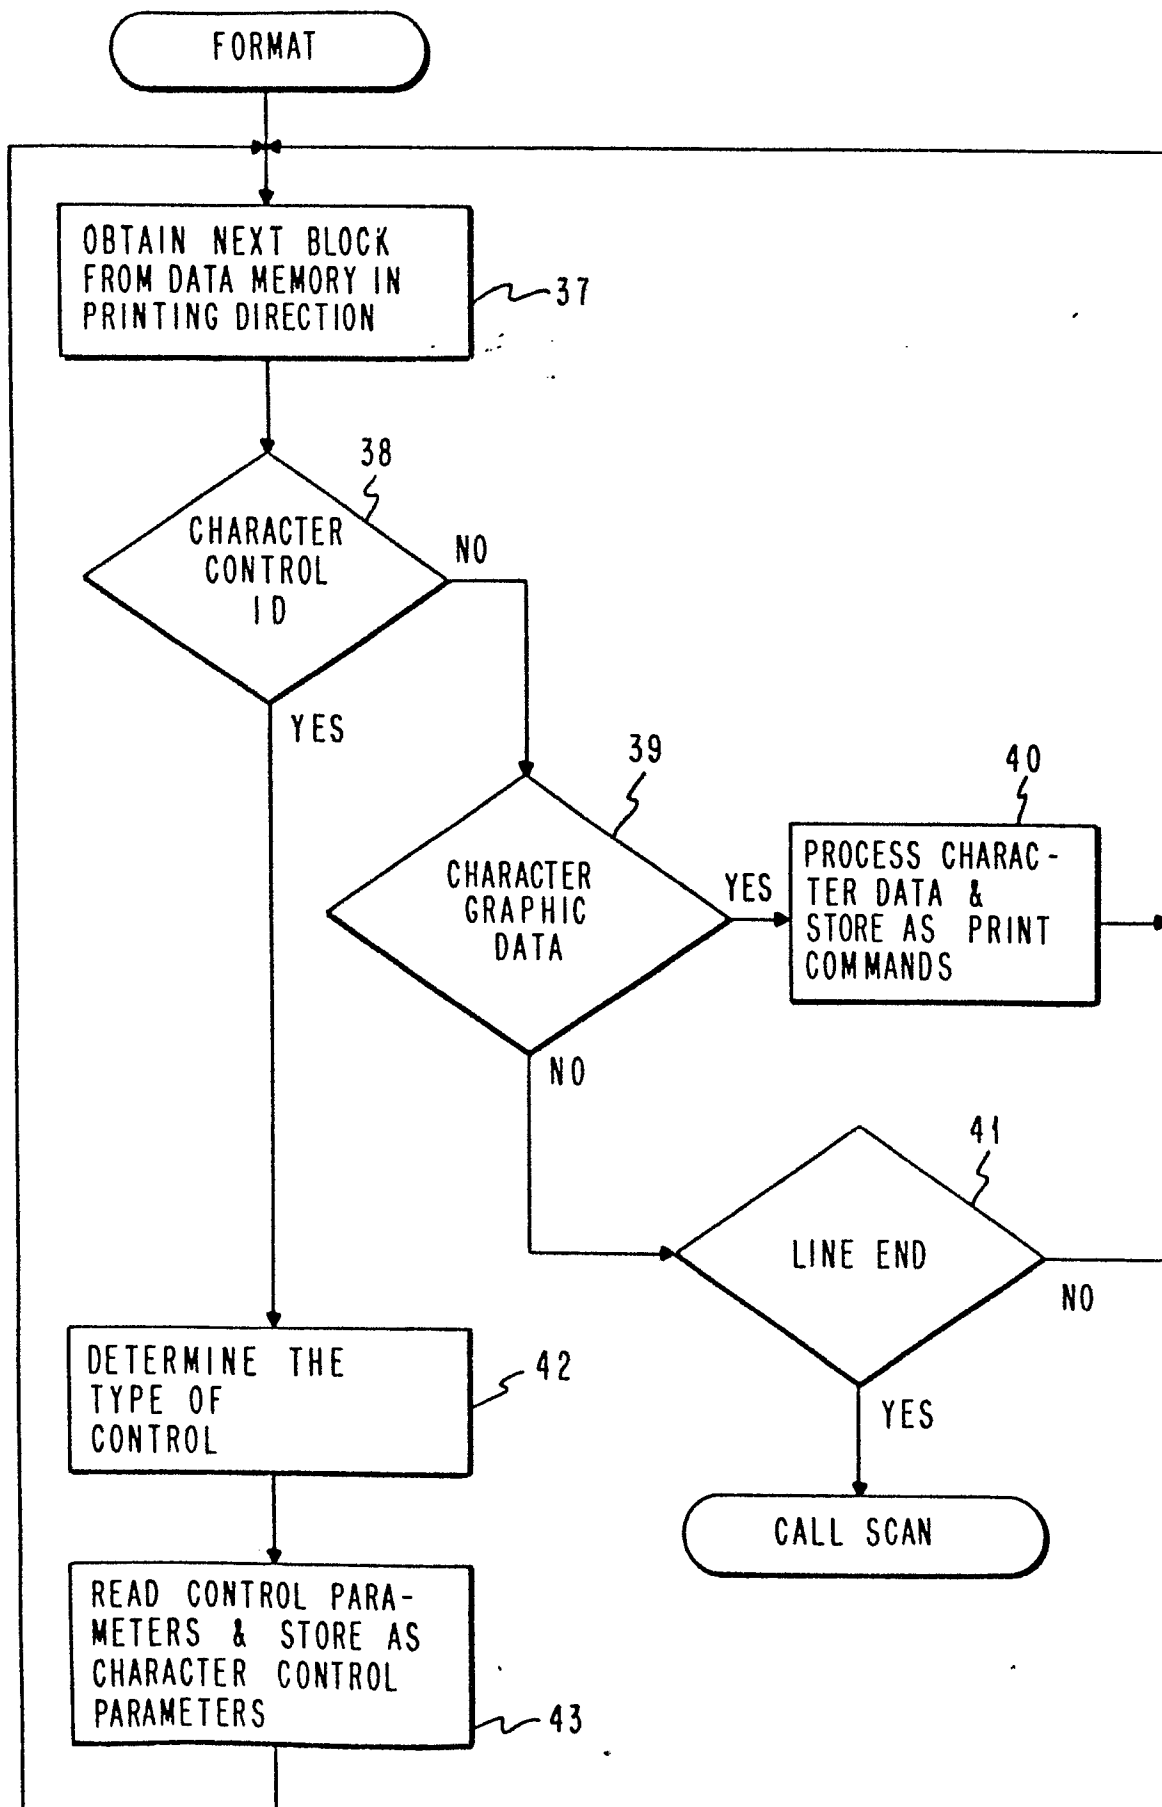 FORMAT
OBTAIN NEXT BLOCK
FROM DATA MEMORY IN
PRINTING DIRECTION
37
38
CHARACTER
CONTROL
ID
NO
YES
39
CHARACTER
GRAPHIC
DATA
YES
NO
40
PROCESS CHARAC-
TER DATA &
STORE AS PRINT
COMMANDS
41
LINE END
NO
YES
CALL SCAN
DETERMINE THE
TYPE OF
CONTROL
42
READ CONTROL PARA-
METERS & STORE AS
CHARACTER CONTROL
PARAMETERS
43